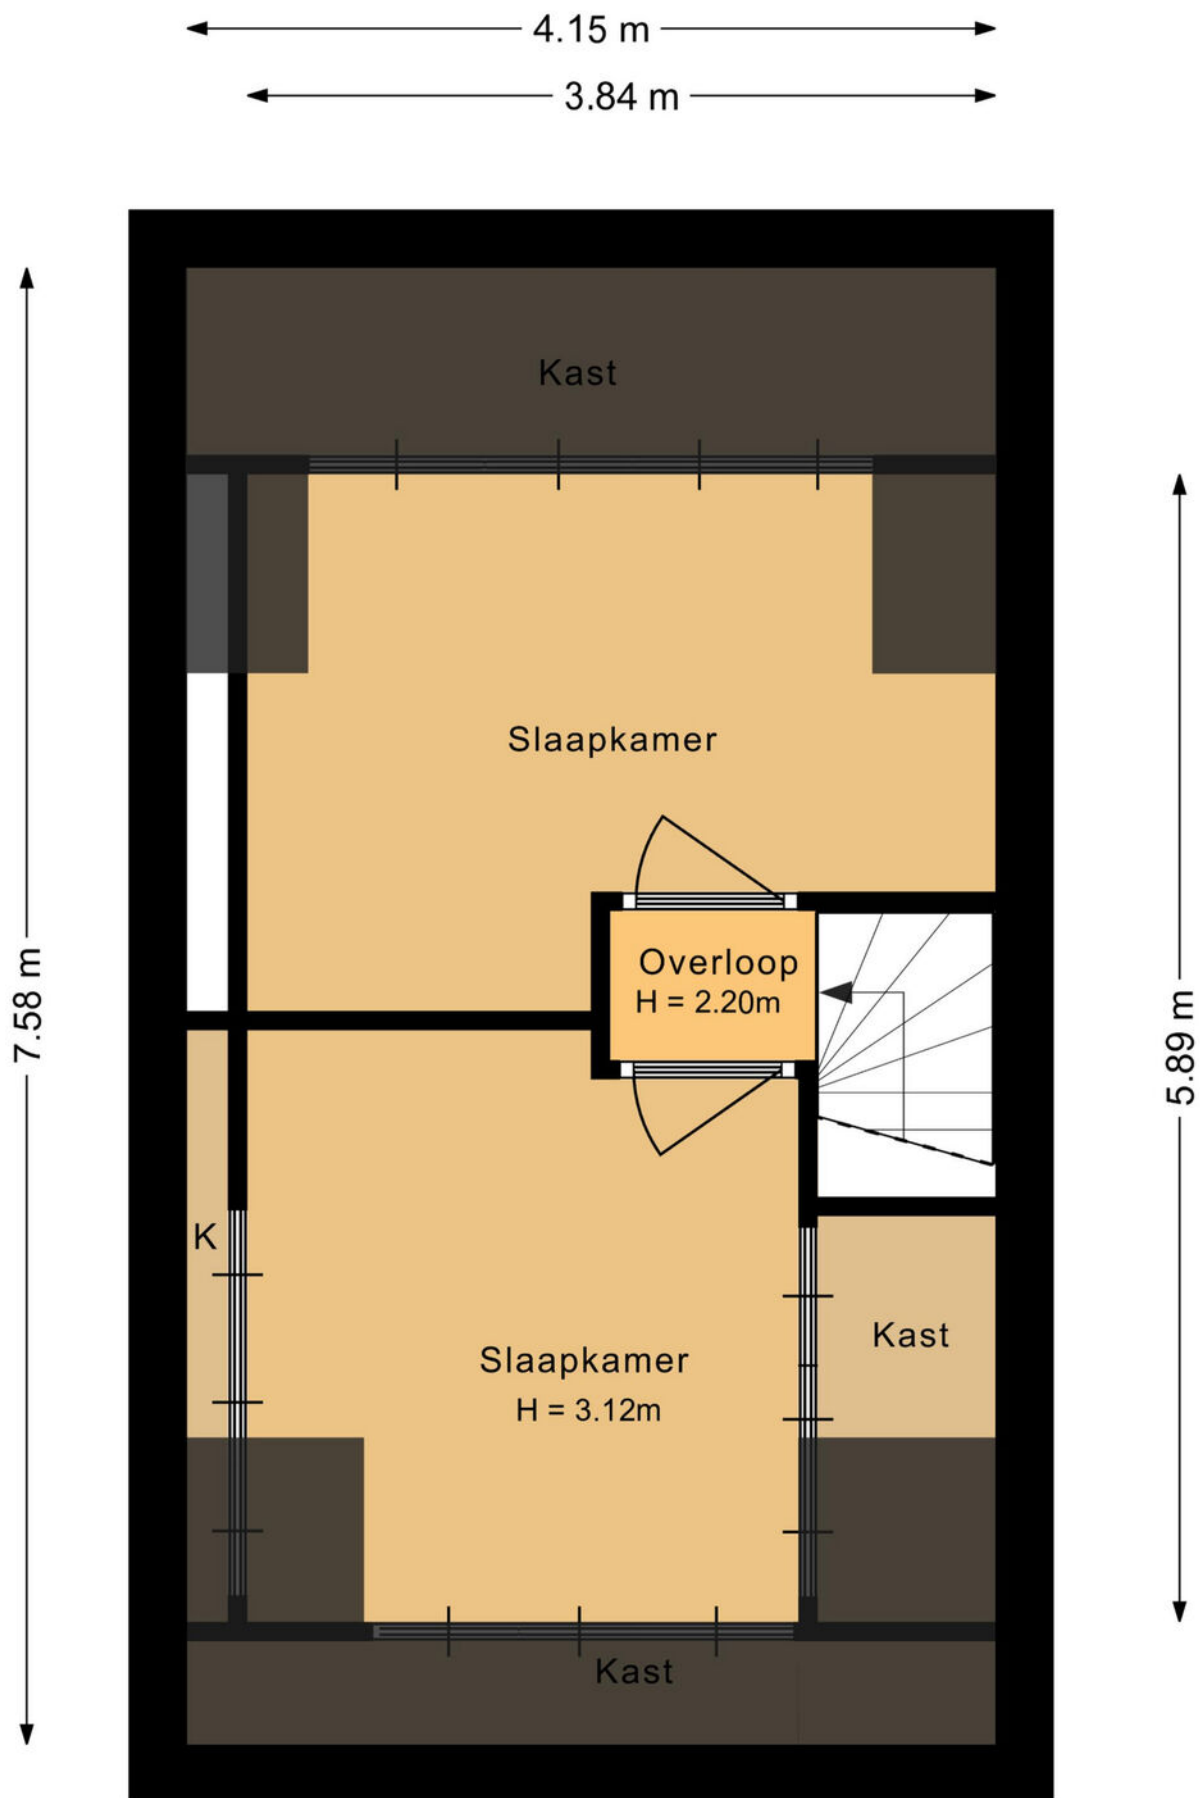 4.15 m
3.84 m
Kast
Slaapkamer
Overloop
H = 2.20m
7.58 m
5.89 m
K
Kast
Slaapkamer
H = 3.12m
Kast